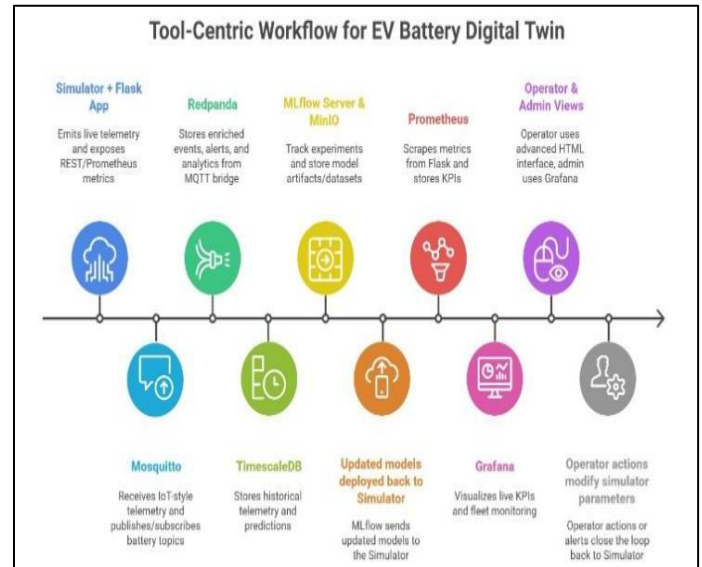 Tool-Centric Workflow for EV Battery Digital Twin
Simulator + Flask
App
Emits live telemetry
and exposes
REST/Prometheus
metrics
Redpanda
Stores enriched
events, alerts, and
analytics from
MQTT bridge
MLflow Server &
MinIO
Track experiments
and store model
artifacts/datasets
Prometheus
Scrapes metrics
from Flask and
stores KPIs
Operator &
Admin Views
Operator uses
advanced HTML
interface, admin
uses Grafana
Mosquitto
Receives IoT-style
telemetry and
publishes/subscribes
battery topics
TimescaleDB
Stores historical
telemetry and
predictions
Updated models
deployed back to
Simulator
MLflow sends
updated models to
the Simulator
Grafana
Visualizes live KPIs
and fleet monitoring
Operator actions
modify simulator
parameters
Operator actions or
alerts close the loop
back to Simulator